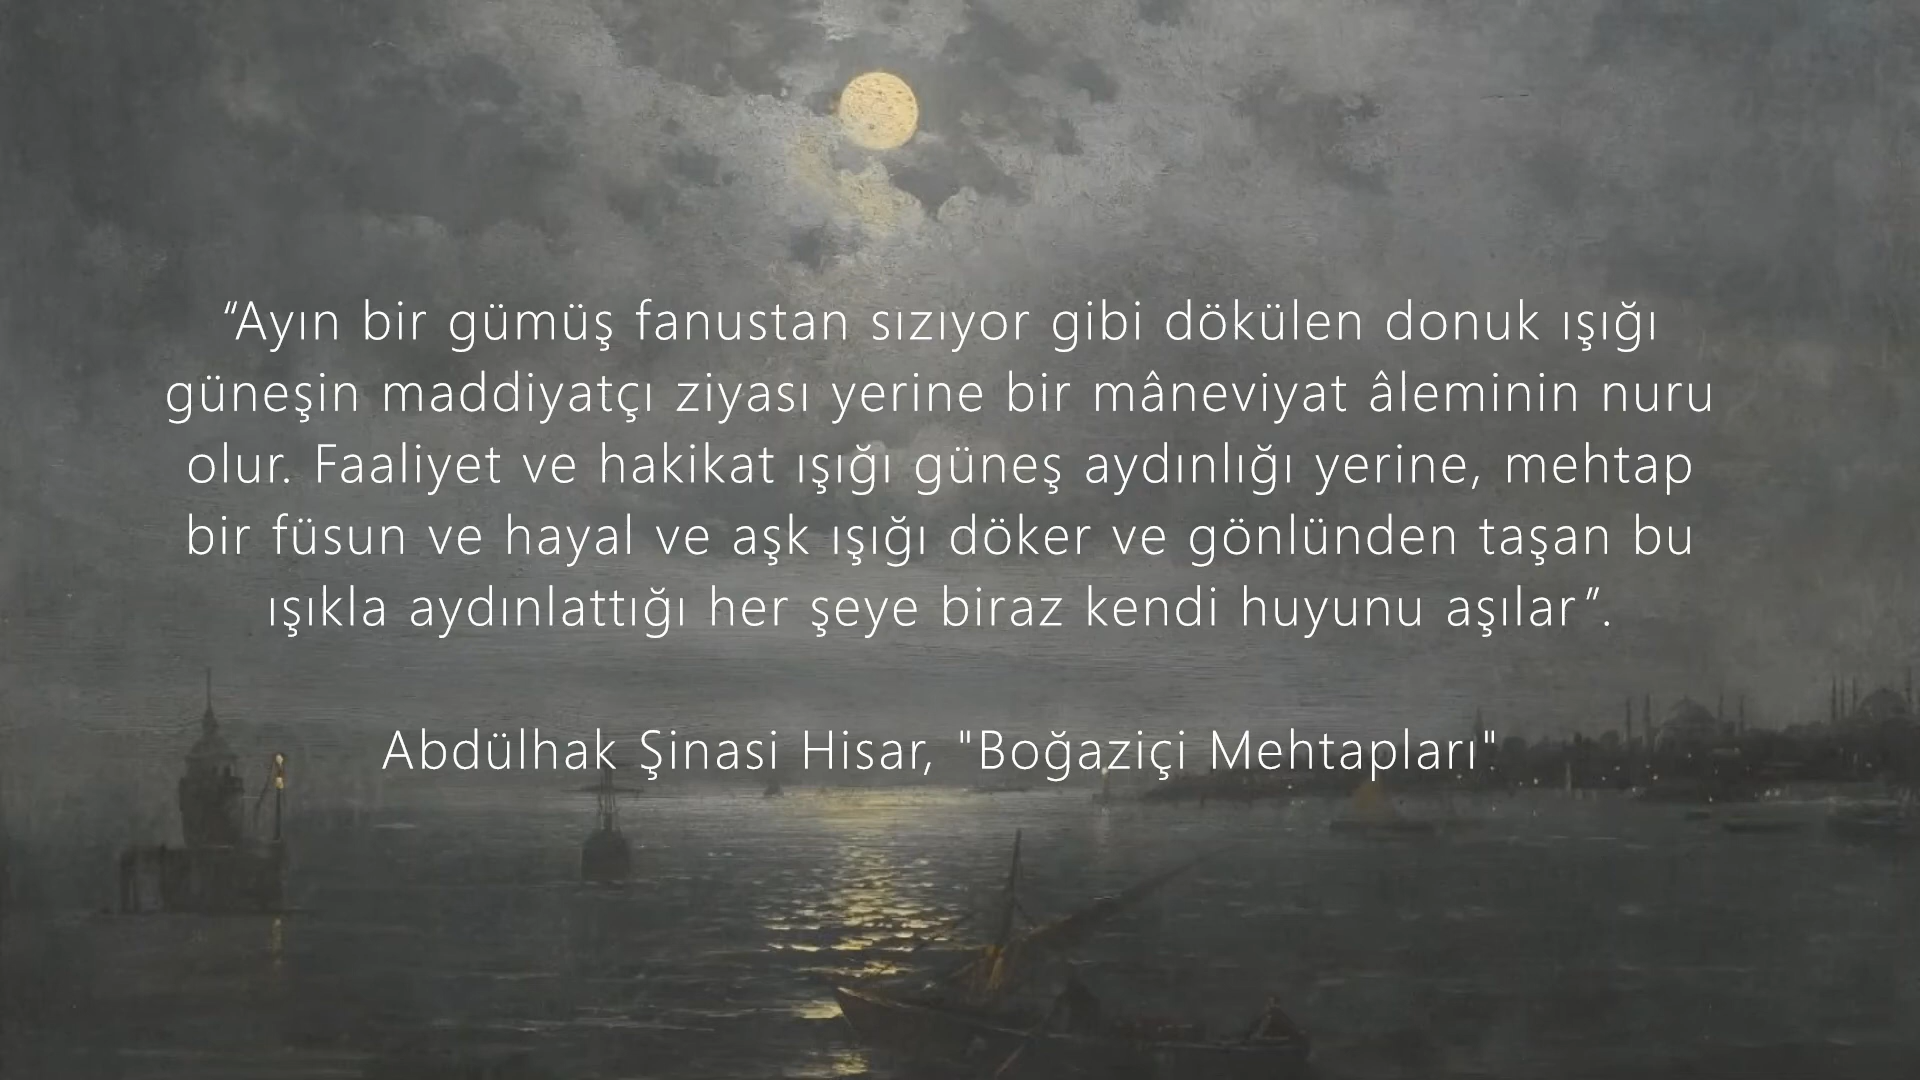 “Ayın bir gümüş fanustan sızıyor gibi dökülen donuk ışığı
güneşin maddiyatçı ziyası yerine bir mâneviyat âleminin nuru
olur. Faaliyet ve hakikat ışığı güneş aydınlığı yerine, mehtap
bir füsun ve hayal ve aşk ışığı döker ve gönlünden taşan bu
ışıkla aydınlattığı her şeye biraz kendi huyunu aşılar”.
Abdülhak Şinasi Hisar, "Boğaziçi Mehtapları"